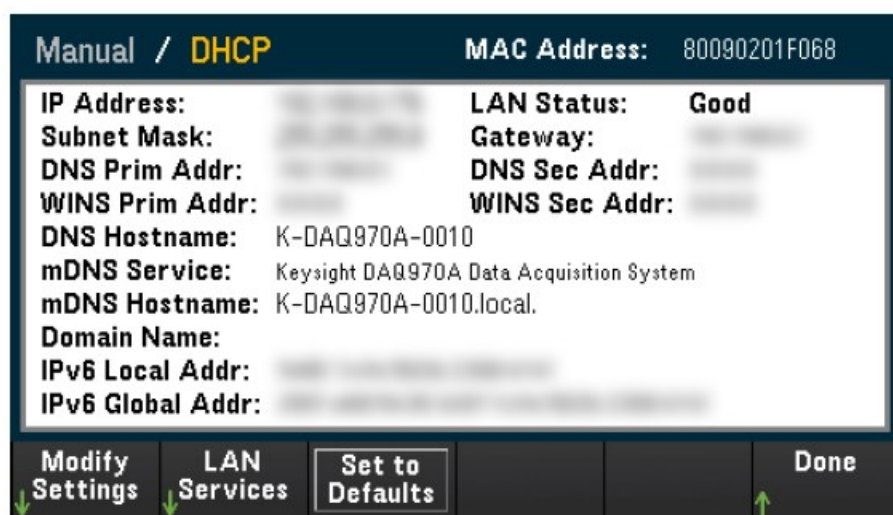 Manual / DHCP MAC Address: 80090201F068
IP Address: LAN Status: Good
Subnet Mask: Gateway:
DNS Prim Addr: DNS Sec Addr:
WINS Prim Addr: WINS Sec Addr:
DNS Hostname: K-DAQ970A-0010
mDNS Service: Keysight DAQ970A Data Acquisition System
mDNS Hostname: K-DAQ970A-0010.local.
Domain Name:
IPv6 Local Addr:
IPv6 Global Addr:
Modify Settings
LAN Services
Set to Defaults
Done